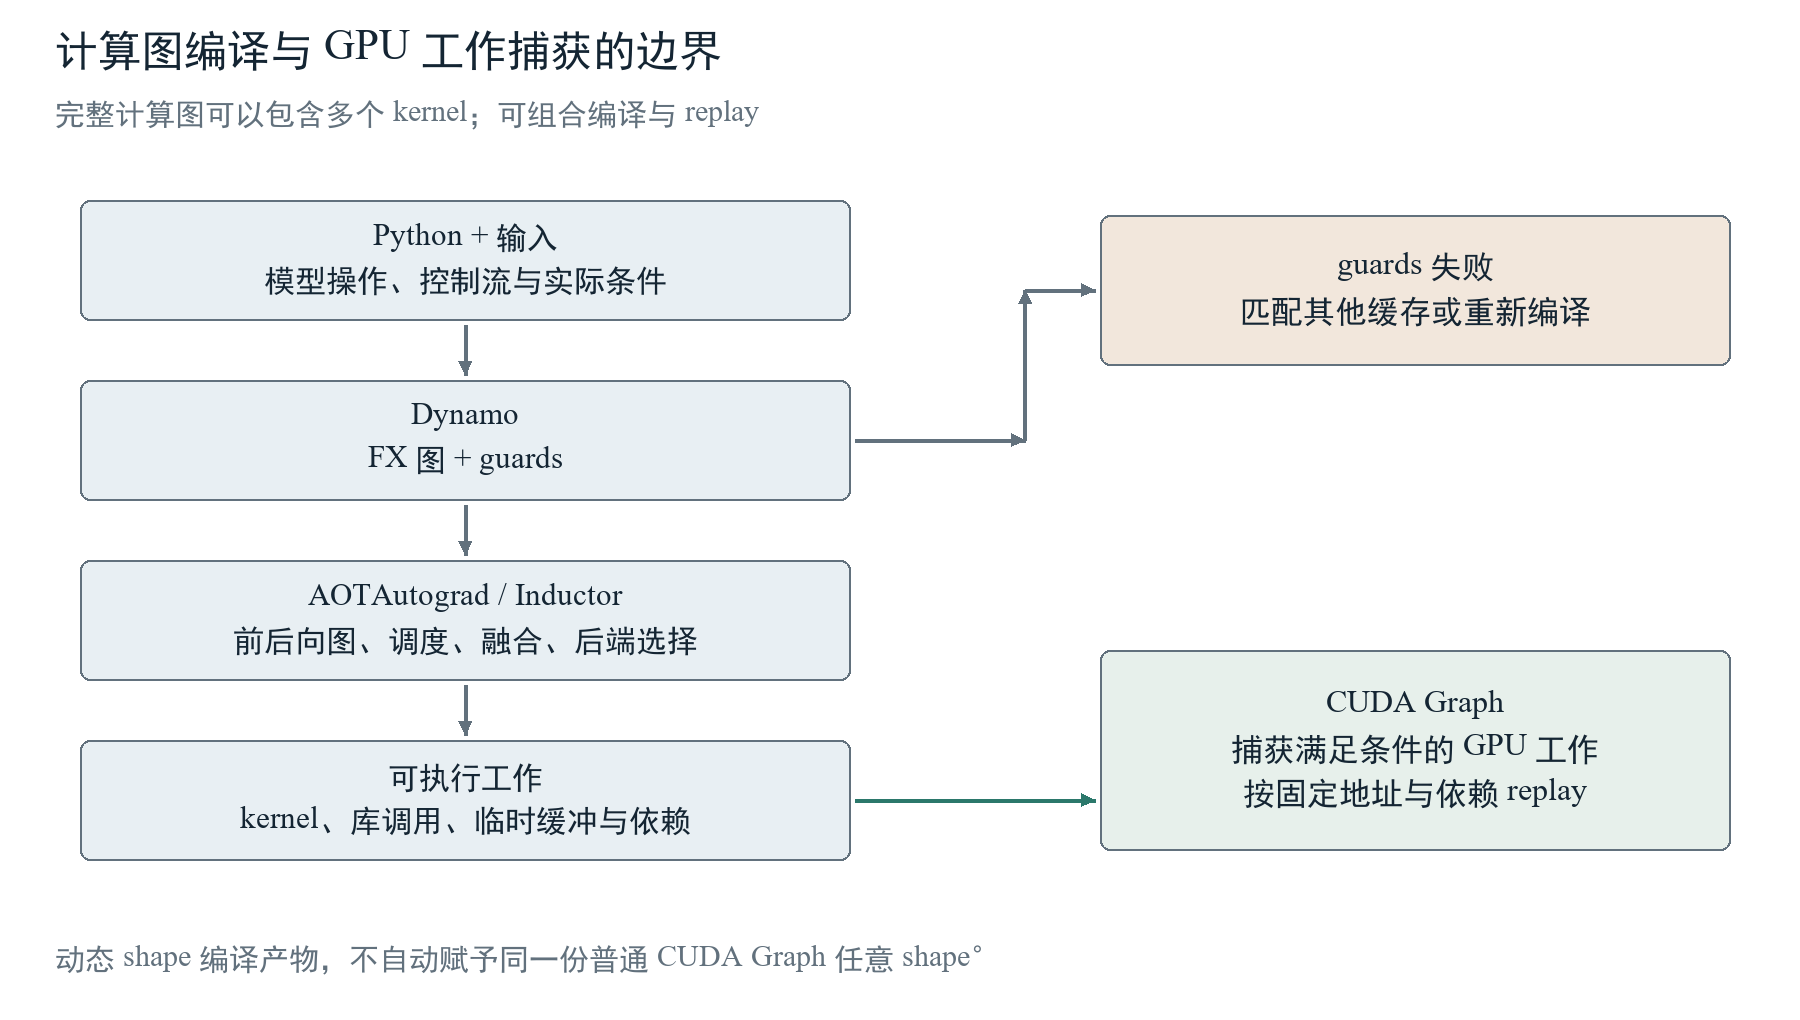 计算图编译与 GPU 工作捕获的边界
完整计算图可以包含多个 kernel；可组合编译与 replay
Python + 输入
模型操作、控制流与实际条件
guards 失败
匹配其他缓存或重新编译
Dynamo
FX 图 + guards
AOTAutograd / Inductor
前后向图、调度、融合、后端选择
CUDA Graph
捕获满足条件的 GPU 工作
按固定地址与依赖 replay
可执行工作
kernel、库调用、临时缓冲与依赖
动态 shape 编译产物，不自动赋予同一份普通 CUDA Graph 任意 shape。